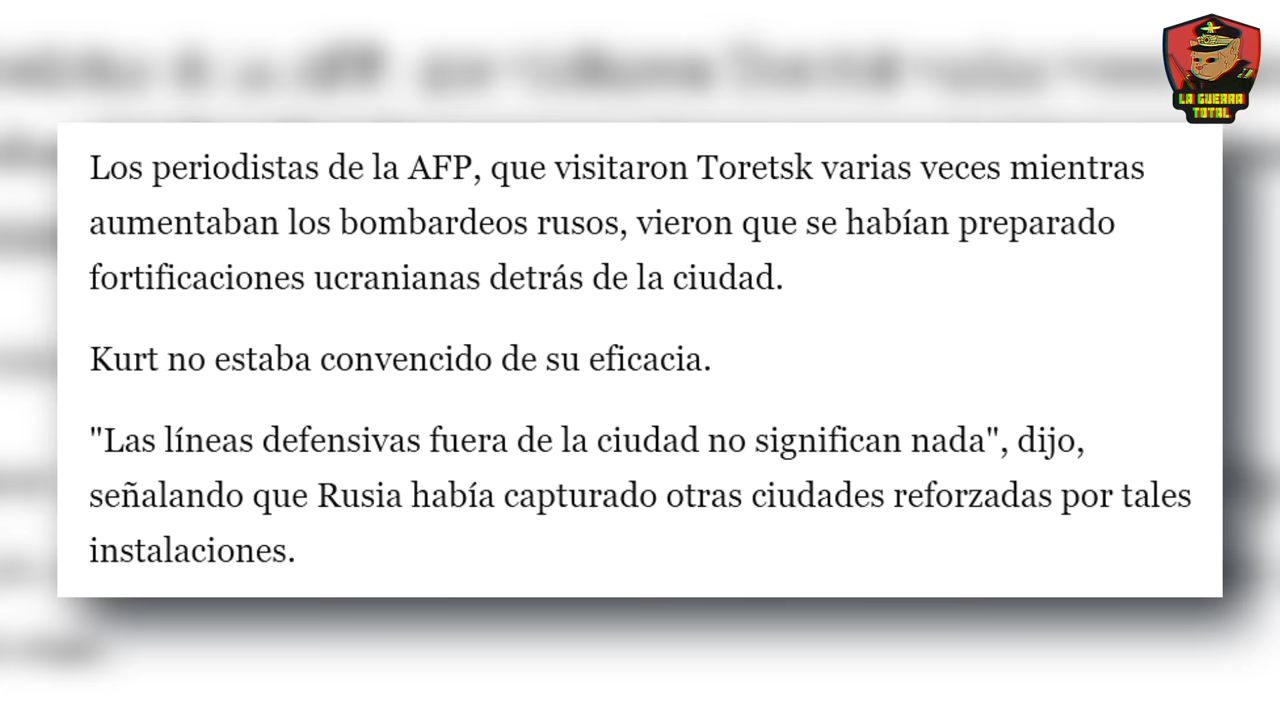 LA GUERRA
TOTAL
Los periodistas de la AFP, que visitaron Toretsk varias veces mientras
aumentaban los bombardeos rusos, vieron que se habían preparado
fortificaciones ucranianas detrás de la ciudad.
Kurt no estaba convencido de su eficacia.
"Las líneas defensivas fuera de la ciudad no significan nada", dijo,
señalando que Rusia había capturado otras ciudades reforzadas por tales
instalaciones.